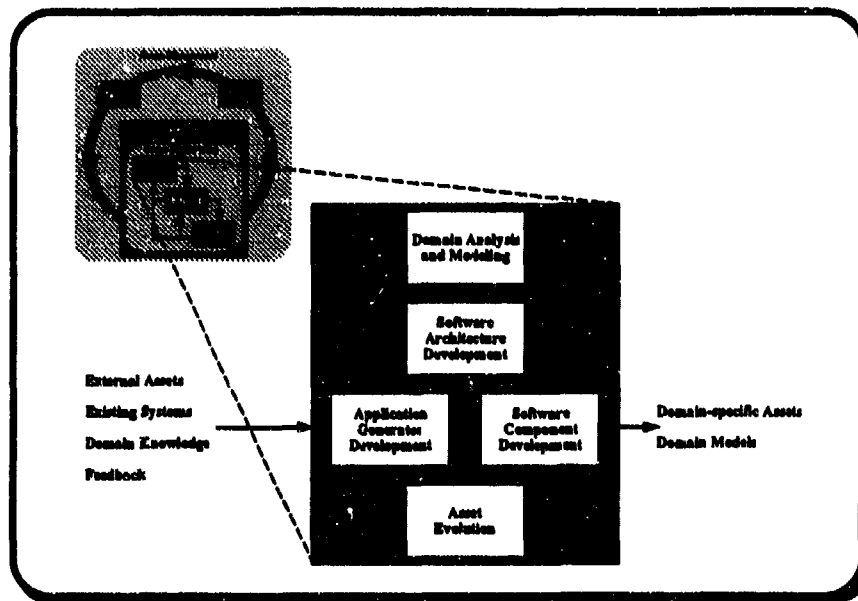 Domain Analysis
and Modeling
Software
Architecture
Development
External Assets
Existing Systems
Domain Knowledge
Feedback
Application
Generator
Development
Software
Component
Development
Domain-specific Assets
Domain Models
Asset
Evolution